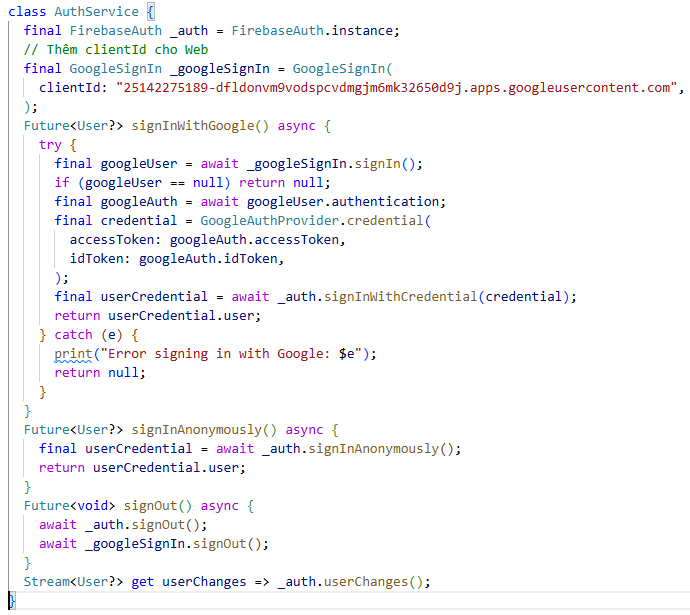 class AuthService {
final FirebaseAuth _auth = FirebaseAuth.instance;
// Thêm clientId cho Web
final GoogleSignIn _googleSignIn = GoogleSignIn(
clientId: "25142275189-dfldonvm9vodspcvdmgjm6mk32650d9j.apps.googleusercontent.com",
);
Future<User?> signInWithGoogle() async {
try {
final googleUser = await _googleSignIn.signIn();
if (googleUser == null) return null;
final googleAuth = await googleUser.authentication;
final credential = GoogleAuthProvider.credential(
accessToken: googleAuth.accessToken,
idToken: googleAuth.idToken,
);
final userCredential = await _auth.signInWithCredential(credential);
return userCredential.user;
} catch (e) {
print("Error signing in with Google: $e");
return null;
}
}
Future<User?> signInAnonymously() async {
final userCredential = await _auth.signInAnonymously();
return userCredential.user;
}
Future<void> signOut() async {
await _auth.signOut();
await _googleSignIn.signOut();
}
Stream<User?> get userChanges => _auth.userChanges();
}